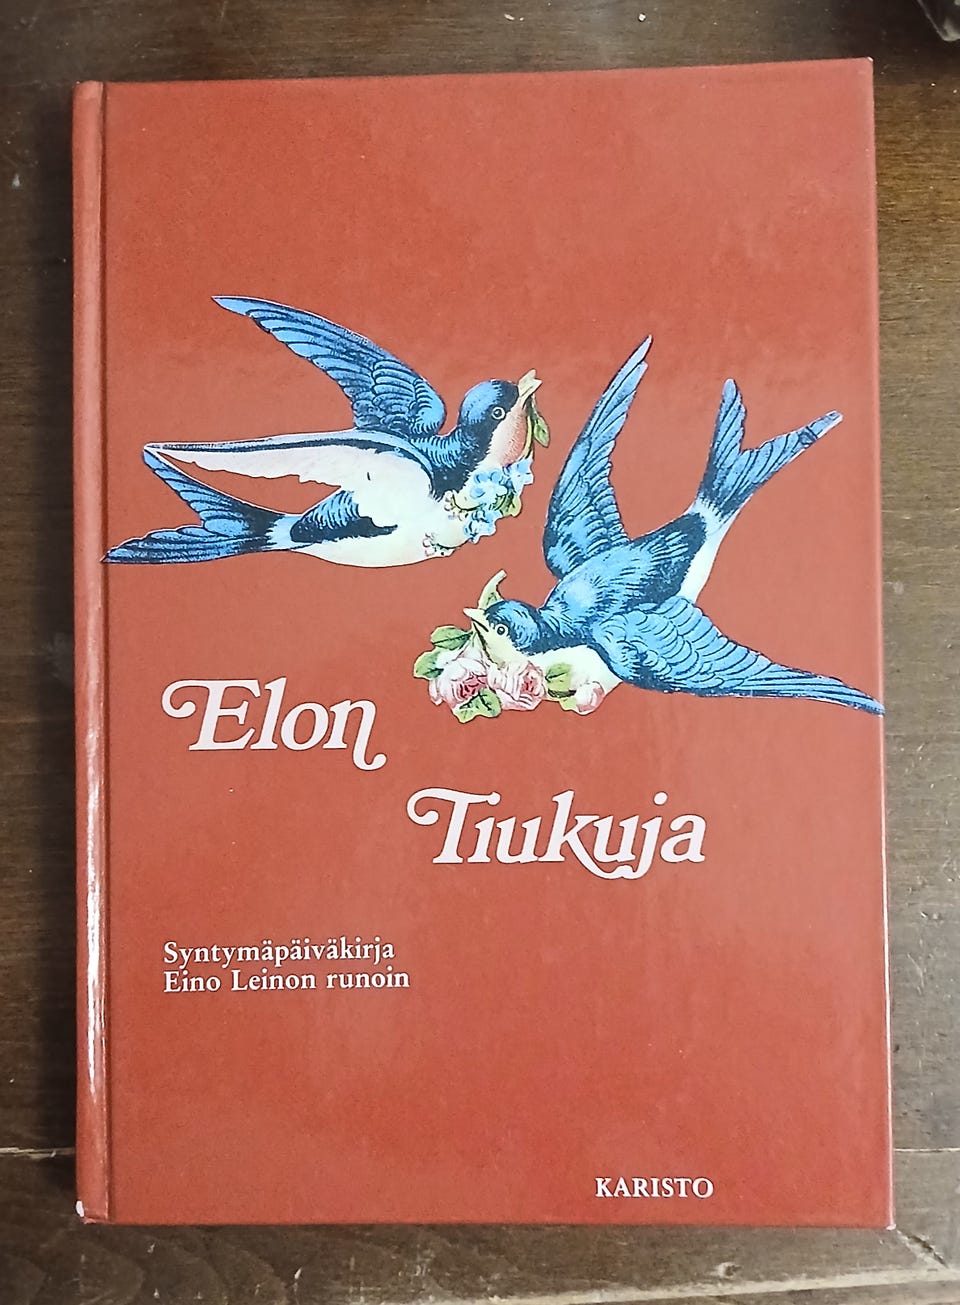 Elon
Tiukuja
Syntymäpäiväkirja
Eino Leinon runoin
KARISTO